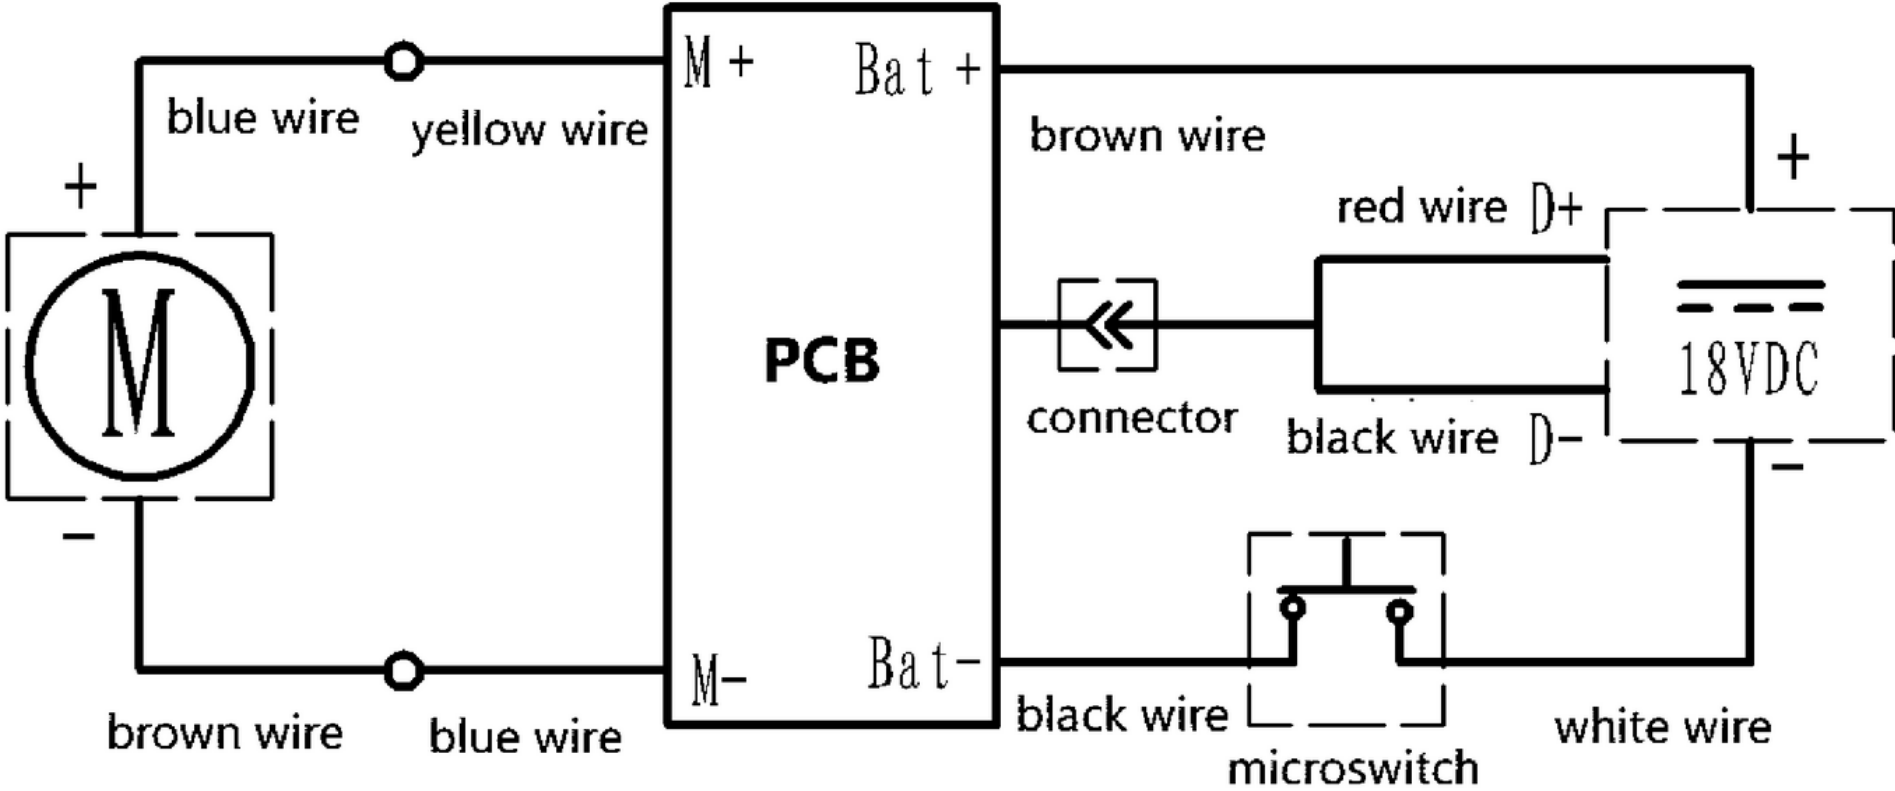 M+
Bat+
blue wire
yellow wire
brown wire
+
+
red wire D+
M
PCB
18VDC
connector
black wire D-
-
-
M-
Bat-
brown wire
blue wire
black wire
white wire
microswitch